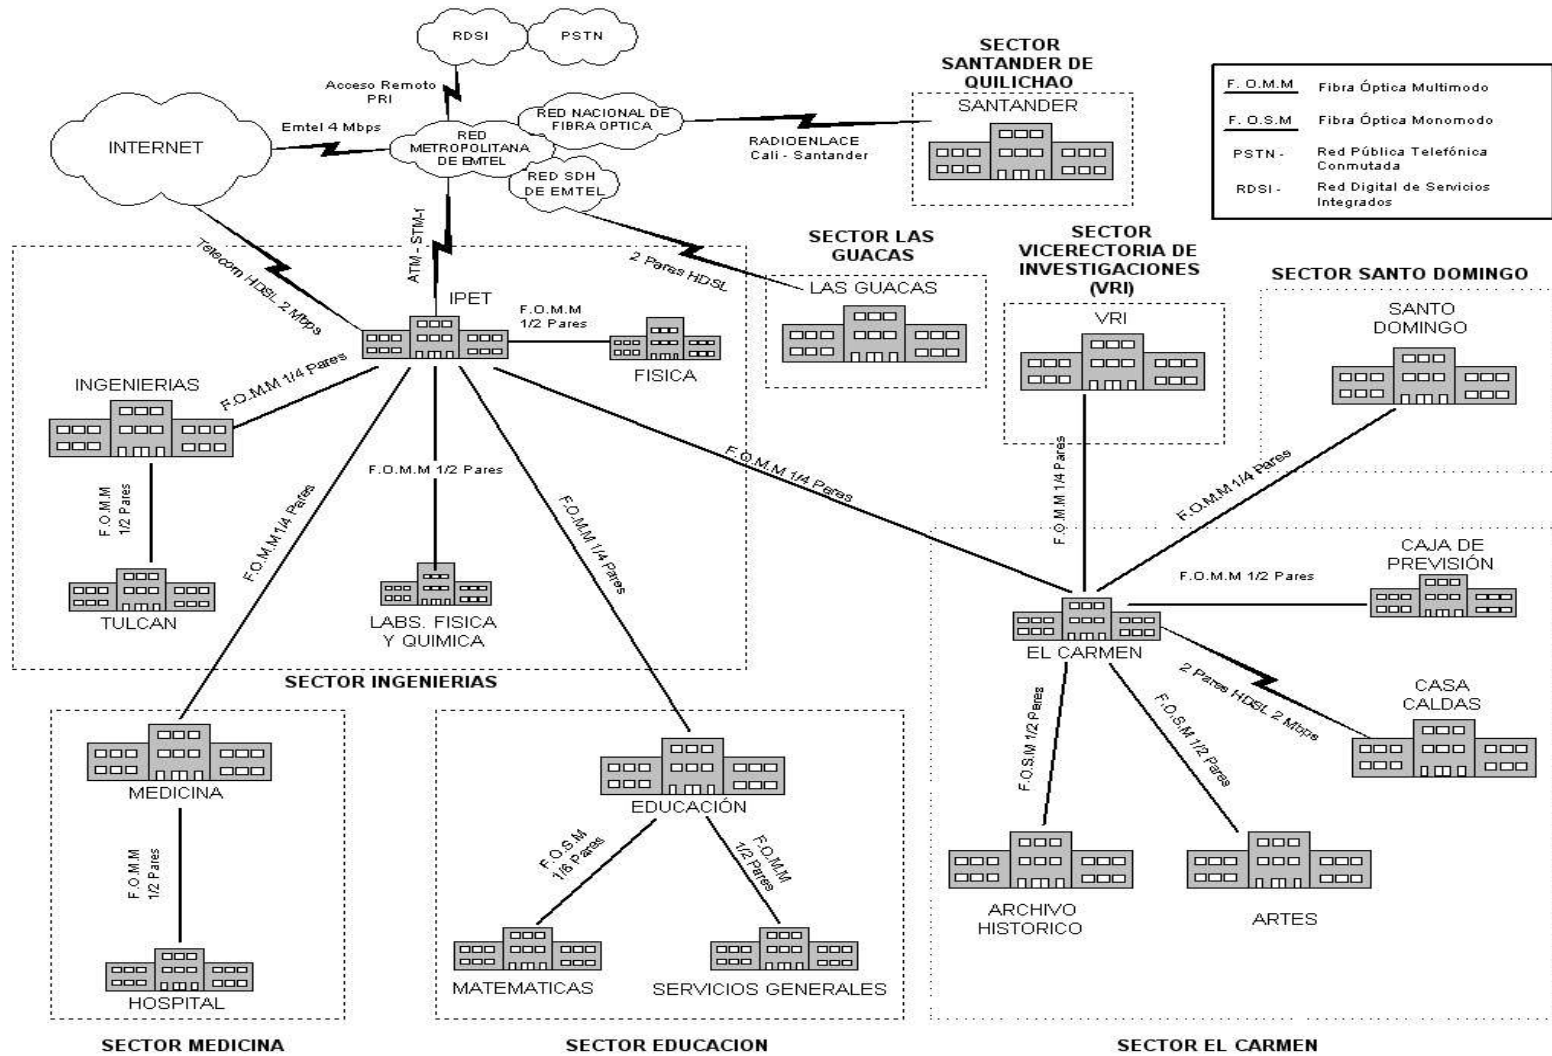 RDSI
PSTN
Acceso Remoto
PRI
INTERNET
Emtel 4 Mbps
RED
METROPOLITANA
DE EMTEL
RED NACIONAL DE
FIBRA OPTICA
RED SDH
DE EMTEL
RADIOENLACE
Cali - Santander
SECTOR
SANTANDER DE
QUILICHAO
SANTANDER
F. O.M.M Fibra Óptica Multimodo
F. O.S.M Fibra Óptica Monomodo
PSTN - Red Pública Telefónica
Conmutada
RDSI - Red Digital de Servicios
Integrados
Telecom HDSL 2 Mbps
ATM - STM-1
2 Pares HDSL
SECTOR LAS
GUACAS
LAS GUACAS
SECTOR
VICERECTORIA DE
INVESTIGACIONES
(VRI)
VRI
SECTOR SANTO DOMINGO
SANTO
DOMINGO
IPET
F.O.M.M
1/2 Pares
FISICA
INGENIERIAS
F.O.M.M 1/4 Pares
F.O.M.M
1/2 Pares
TULCAN
F.O.M.M 1/4 Pares
F.O.M.M 1/2 Pares
LABS. FISICA
Y QUIMICA
F.O.M.M 1/4 Pares
F.O.M.M 1/4 Pares
F.O.M.M 1/4 Pares
F.O.M.M 1/4 Pares
SECTOR INGENIERIAS
F.O.M.M 1/2 Pares
CAJA DE
PREVISIÓN
EL CARMEN
2 Pares HDSL 2 Mbps
CASA
CALDAS
F.O.S.M 1/2 Pares
F.O.S.M 1/2 Pares
ARCHIVO
HISTORICO
ARTES
MEDICINA
F.O.M.M
1/2 Pares
HOSPITAL
EDUCACIÓN
F.O.S.M
1/6 Pares
F.O.M.M
1/2 Pares
MATEMATICAS
SERVICIOS GENERALES
SECTOR MEDICINA
SECTOR EDUCACION
SECTOR EL CARMEN